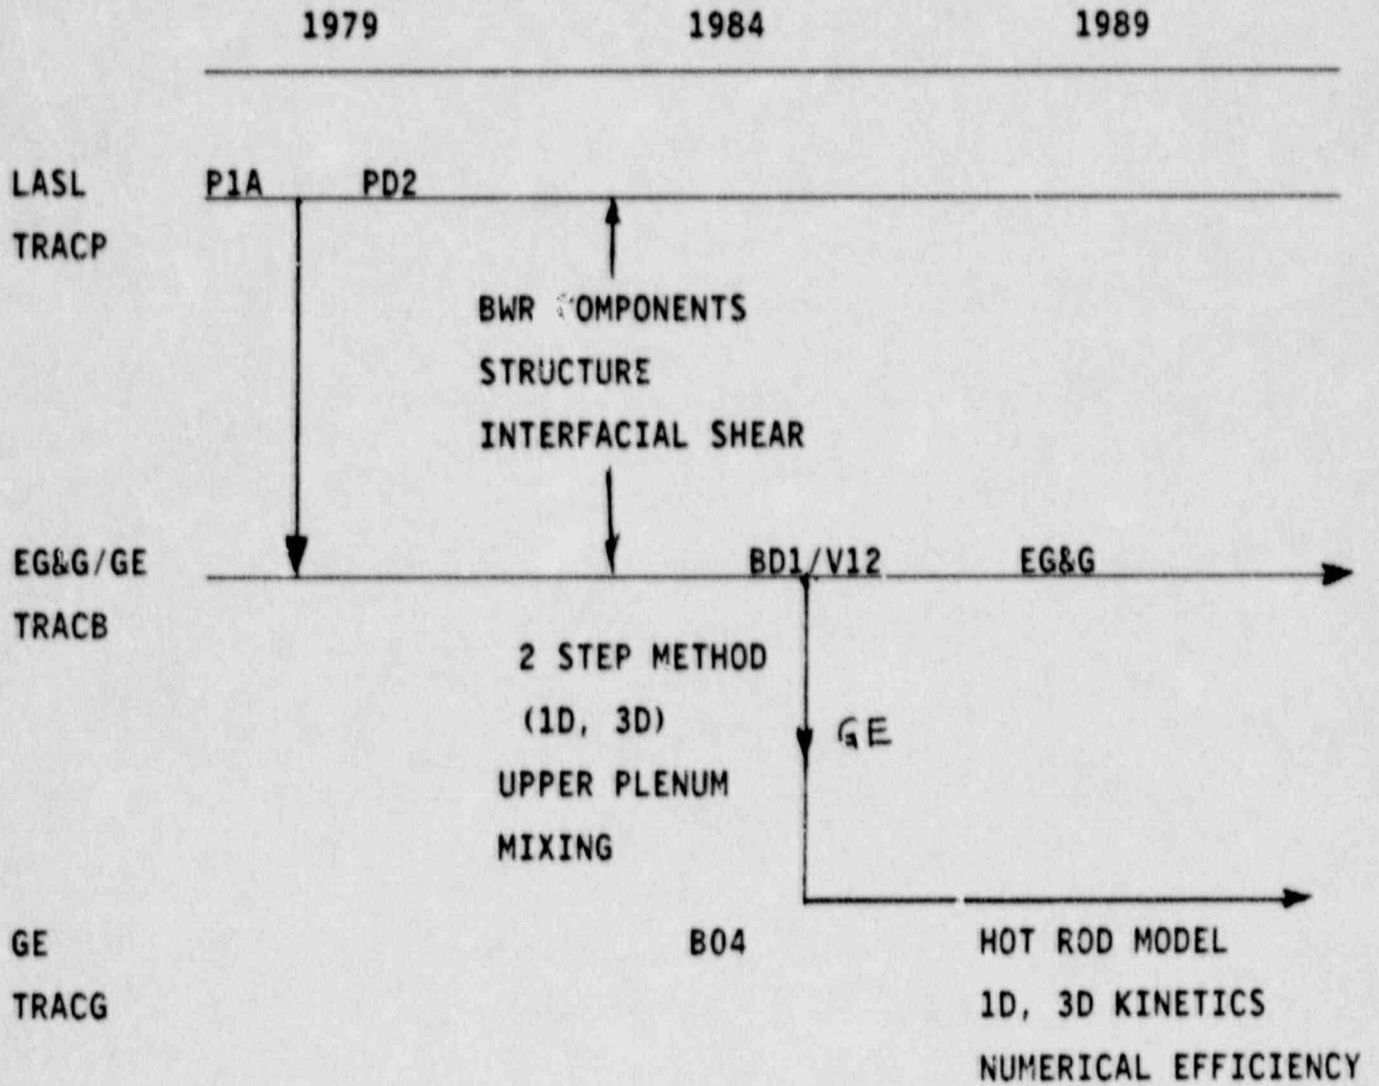 1979 1984 1989
LASL P1A PD2
TRACP
BWR COMPONENTS
STRUCTURE
INTERFACIAL SHEAR
EG&G/GE BD1/V12 EG&G
TRACB
2 STEP METHOD
(1D, 3D)
GE
UPPER PLENUM
MIXING
GE B04 HOT ROD MODEL
TRACG 1D, 3D KINETICS
NUMERICAL EFFICIENCY